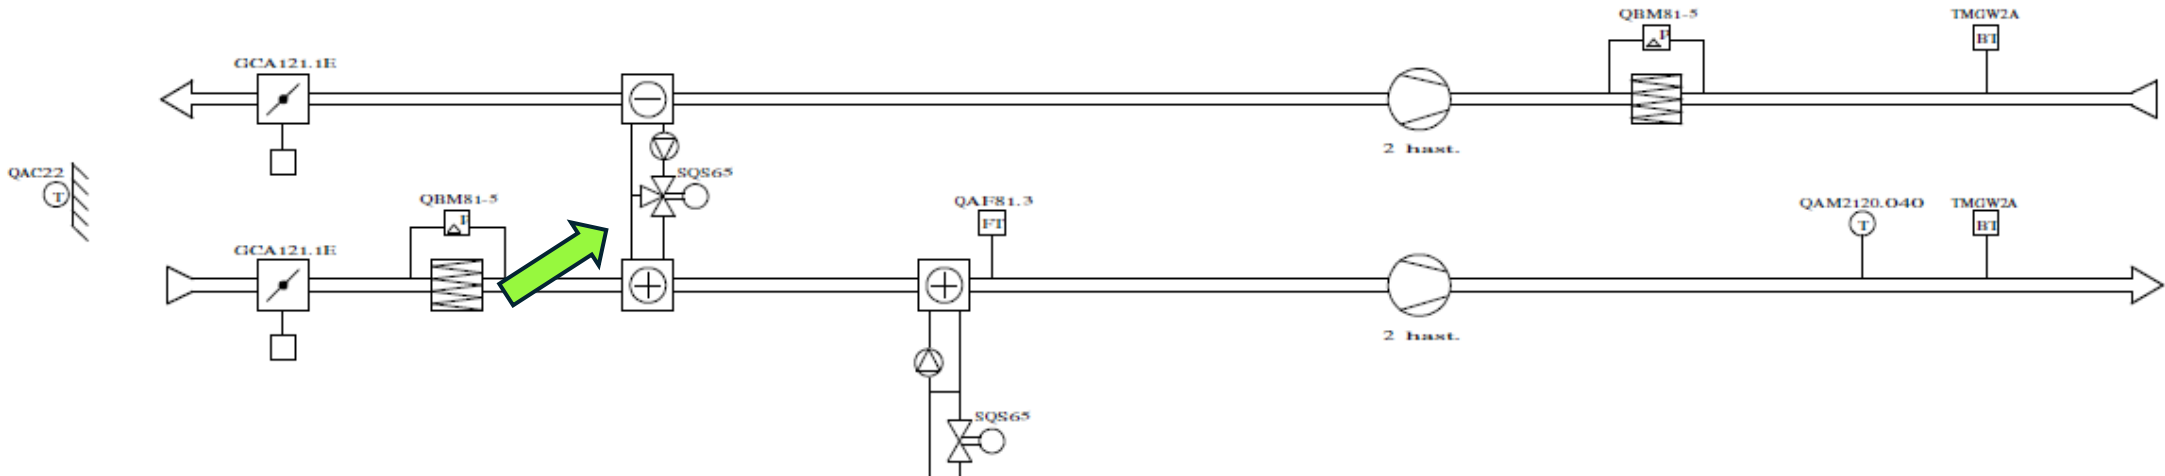 QBM81-5
TMGW2A
P
BT
GCA121.1E
2 hast.
QAC22
T
SQS65
QBM81-5
QAF81.3
QAM2120.040
TMGW2A
P
FT
T
BT
GCA121.1E
2 hast.
SQS65